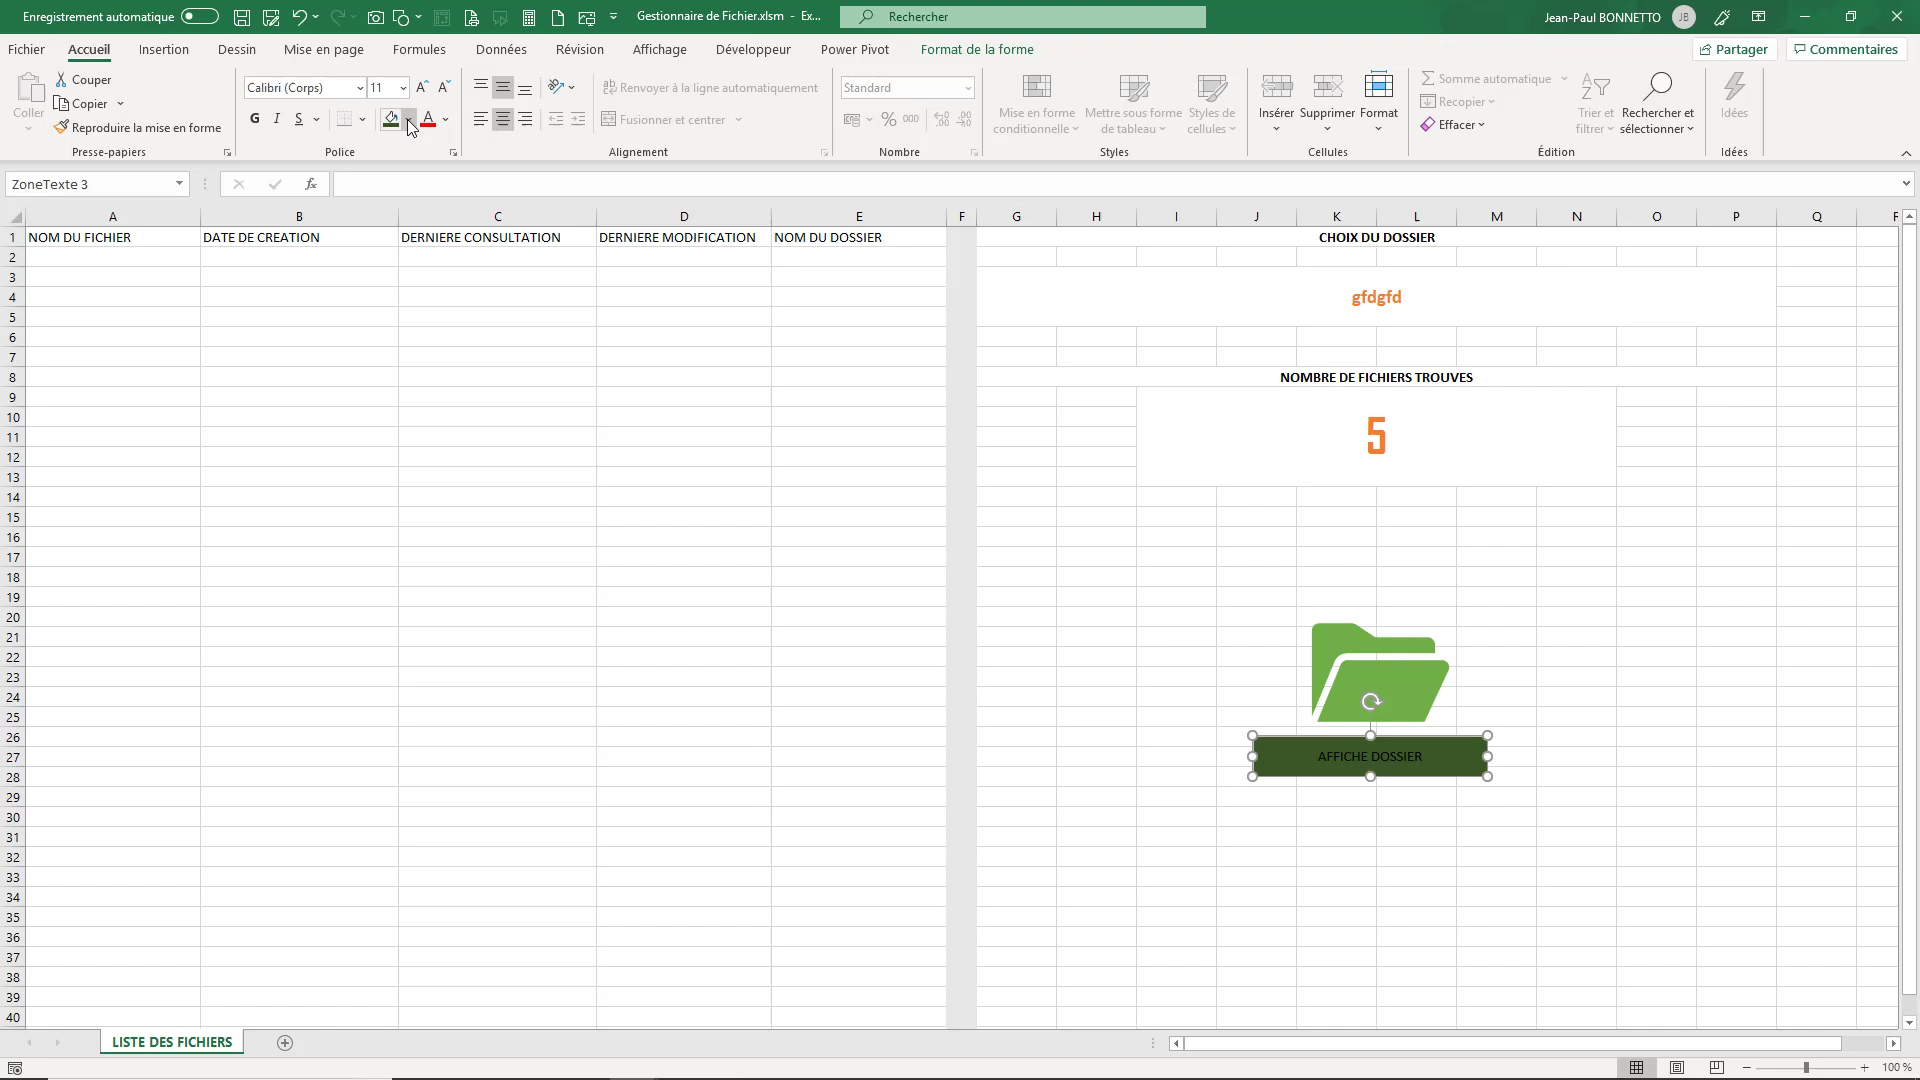 Enregistrement automatique
Gestionnaire de Fichier.xlsm - Ex...
Rechercher
Jean-Paul BONNETTO
JB
Fichier
Accueil
Insertion
Dessin
Mise en page
Formules
Données
Révision
Affichage
Développeur
Power Pivot
Format de la forme
Partager
Commentaires
Coller
Couper
Copier
Reproduire la mise en forme
Presse-papiers
Calibri (Corps)
11
G
I
S
Police
Renvoyer à la ligne automatiquement
Fusionner et centrer
Alignement
Standard
% 000
Nombre
Mise en forme
conditionnelle
Mettre sous forme
de tableau
Styles de
cellules
Styles
Insérer
Supprimer
Format
Cellules
Somme automatique
Recopier
Effacer
Trier et
filtrer
Rechercher et
sélectionner
Édition
Idées
Idées
ZoneTexte 3
fx
A B C D E F G H I J K L M N O P Q
1 NOM DU FICHIER DATE DE CREATION DERNIERE CONSULTATION DERNIERE MODIFICATION NOM DU DOSSIER CHOIX DU DOSSIER
2
3
4 gfdgfd
5
6
7
8 NOMBRE DE FICHIERS TROUVES
9
10
11 5
12
13
14
15
16
17
18
19
20
21
22
23
24
25
26
27 AFFICHE DOSSIER
28
29
30
31
32
33
34
35
36
37
38
39
40
LISTE DES FICHIERS
100 %